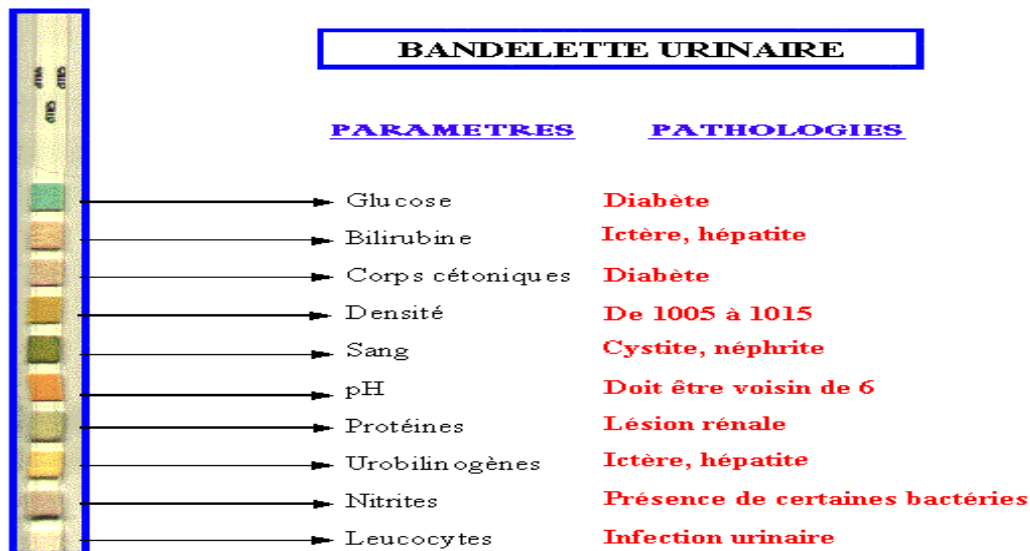 BANDELETTE URINAIRE
PARAMETRES PATHOLOGIES
Glucose Diabète
Bilirubine Ictère, hépatite
Corps cétoniques Diabète
Densité De 1005 à 1015
Sang Cystite, néphrite
pH Doit être voisin de 6
Protéines Lésion rénale
Urobilinogènes Ictère, hépatite
Nitrites Présence de certaines bactéries
Leucocytes Infection urinaire